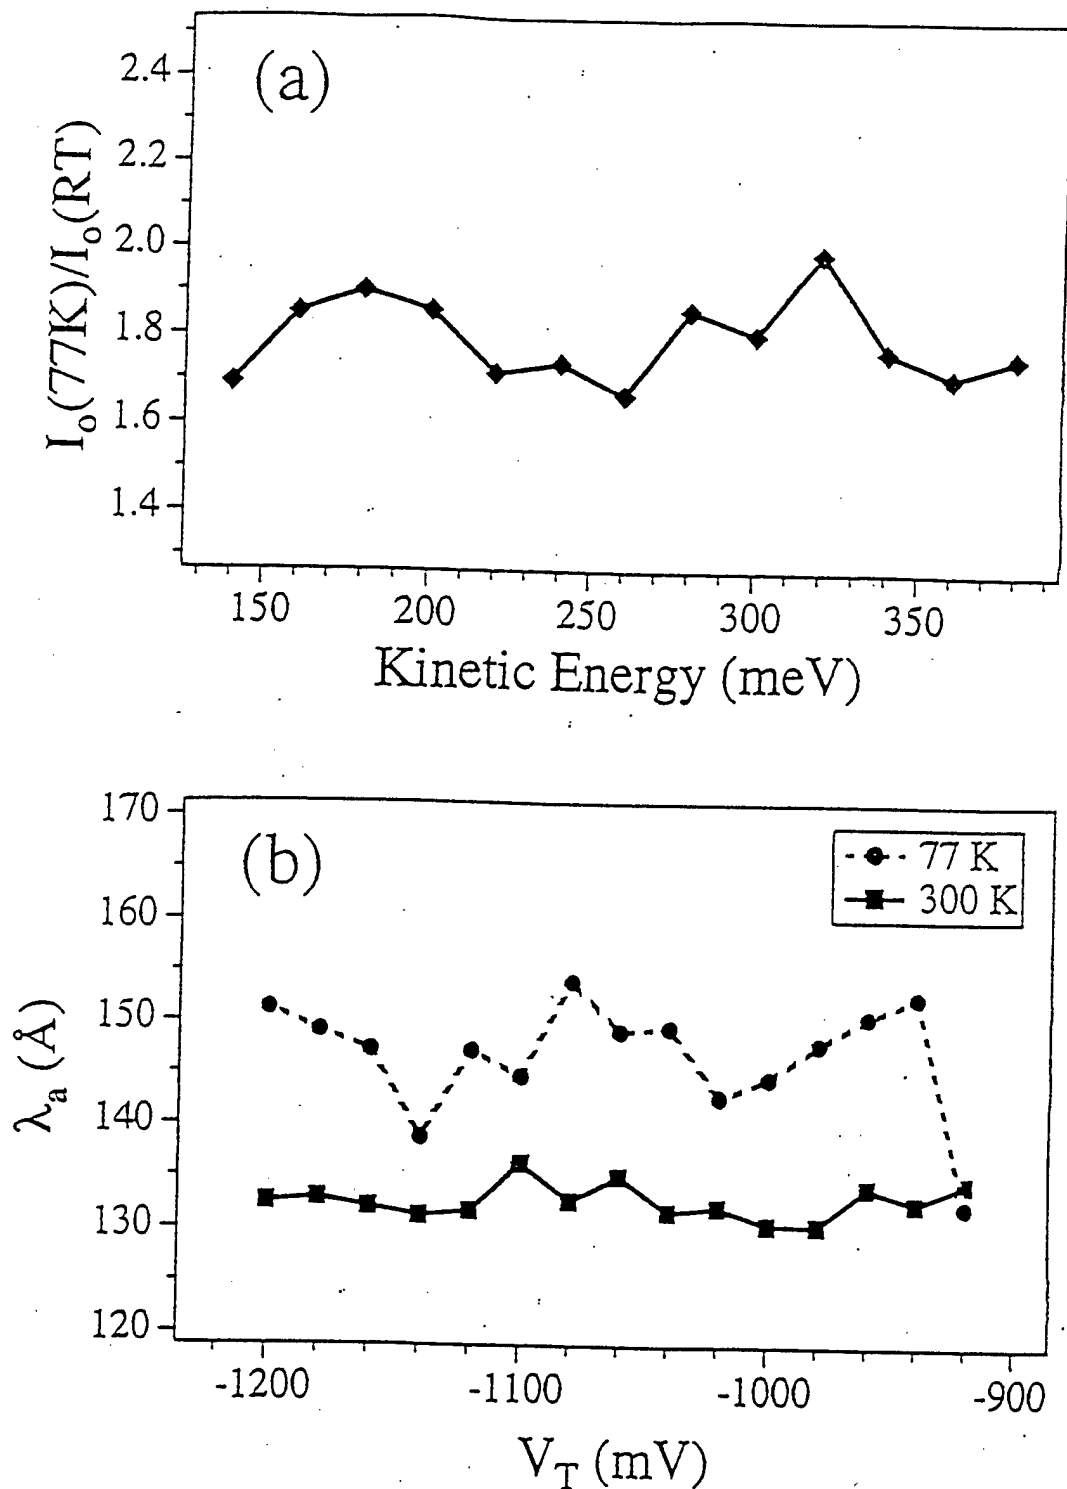 (a)
I₀(77K)/I₀(RT)
2.4
2.2
2.0
1.8
1.6
1.4
150 200 250 300 350
Kinetic Energy (meV)
(b)
77 K
300 K
λₐ (Å)
170
160
150
140
130
120
-1200 -1100 -1000 -900
V_T (mV)